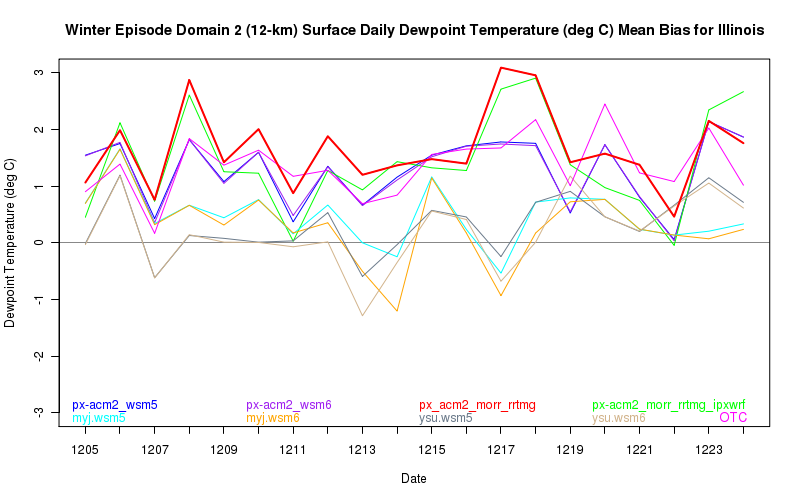 Winter Episode Domain 2 (12-km) Surface Daily Dewpoint Temperature (deg C) Mean Bias for Illinois
Dewpoint Temperature (deg C)
3
2
1
0
-1
-2
-3
px-acm2_wsm5 px-acm2_wsm6 px_acm2_morr_rrtmg px-acm2_morr_rrtmg_ipxwrf
myj.wsm5 myj.wsm6 ysu.wsm5 ysu.wsm6 OTC
1205 1207 1209 1211 1213 1215 1217 1219 1221 1223
Date